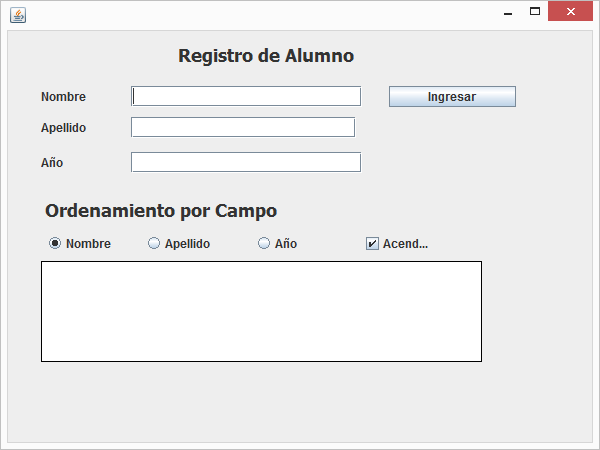 Registro de Alumno
Nombre
Ingresar
Apellido
Año
Ordenamiento por Campo
Nombre Apellido Año Acend...